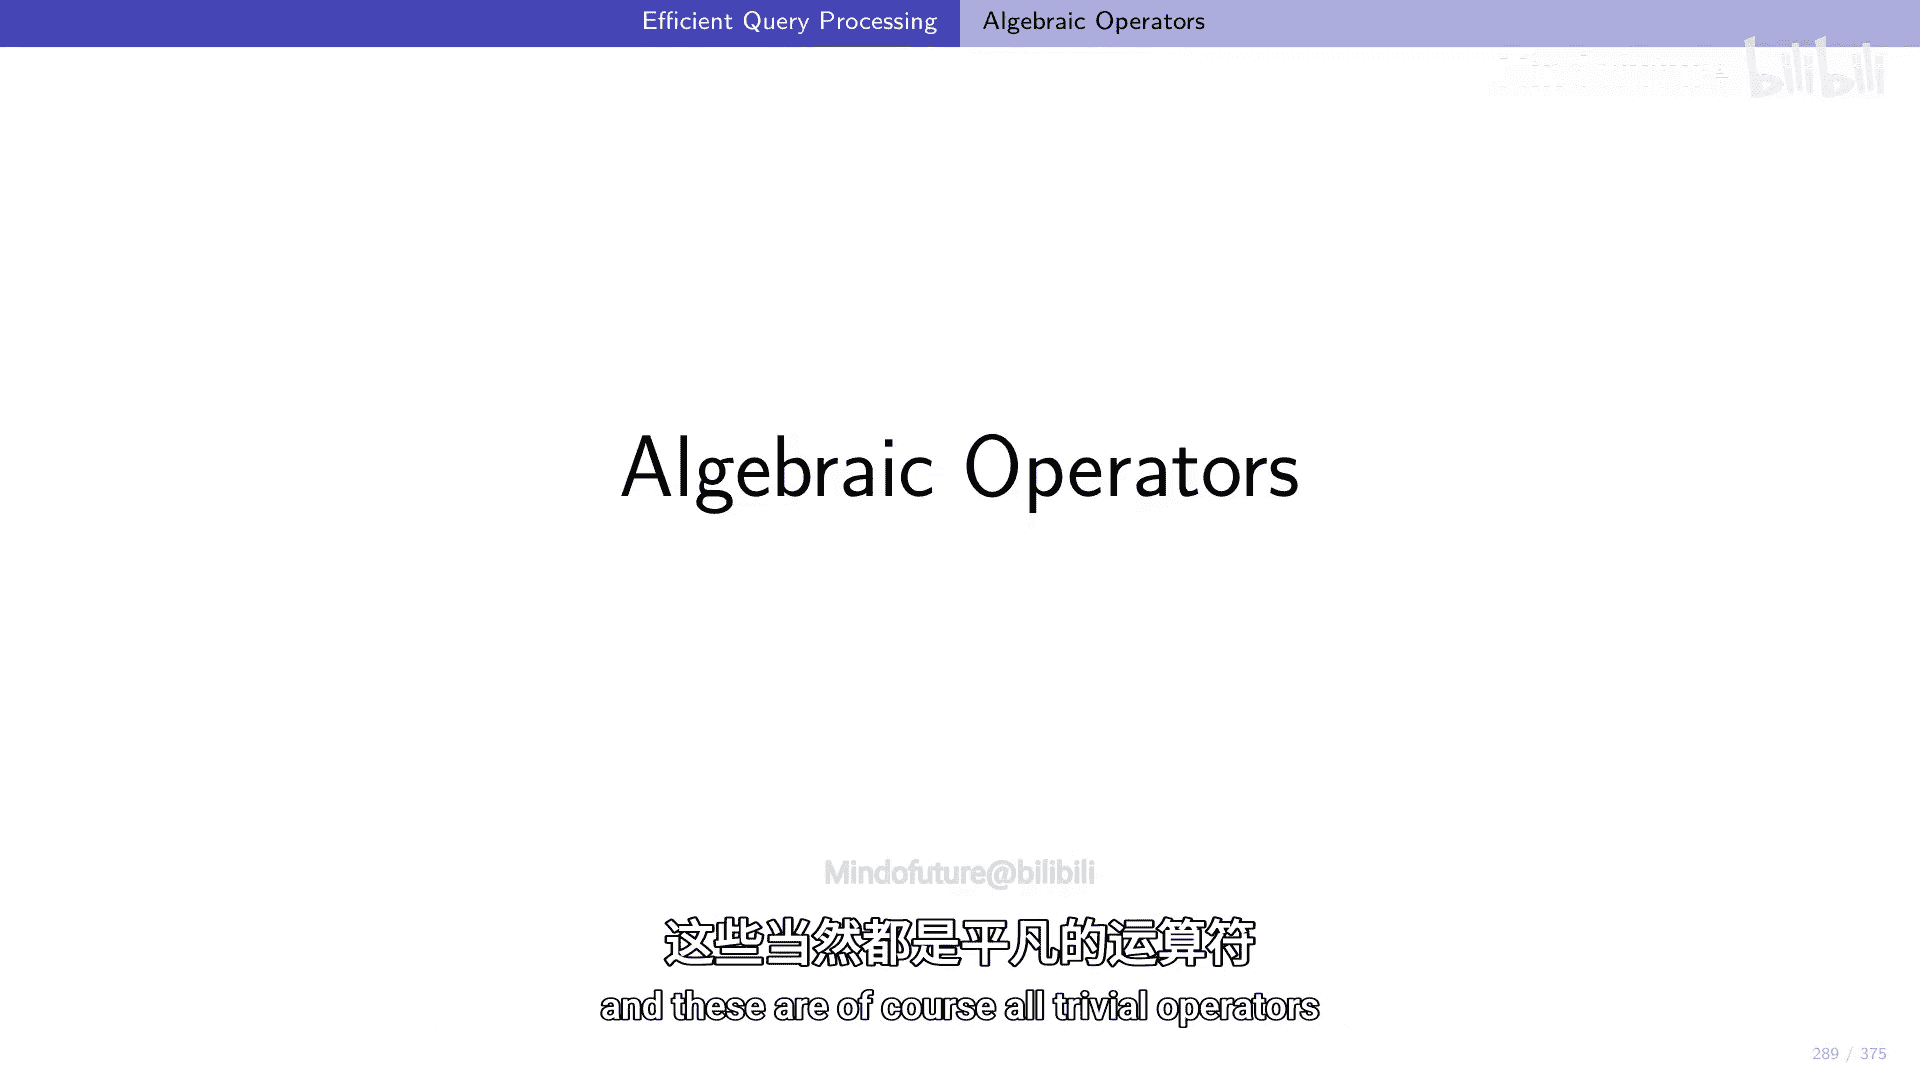 Efficient Query Processing
Algebraic Operators
bilibili
Algebraic Operators
Mindofuture@bilibili
这些当然都是平凡的运算符
and these are of course all trivial operators
289 / 375